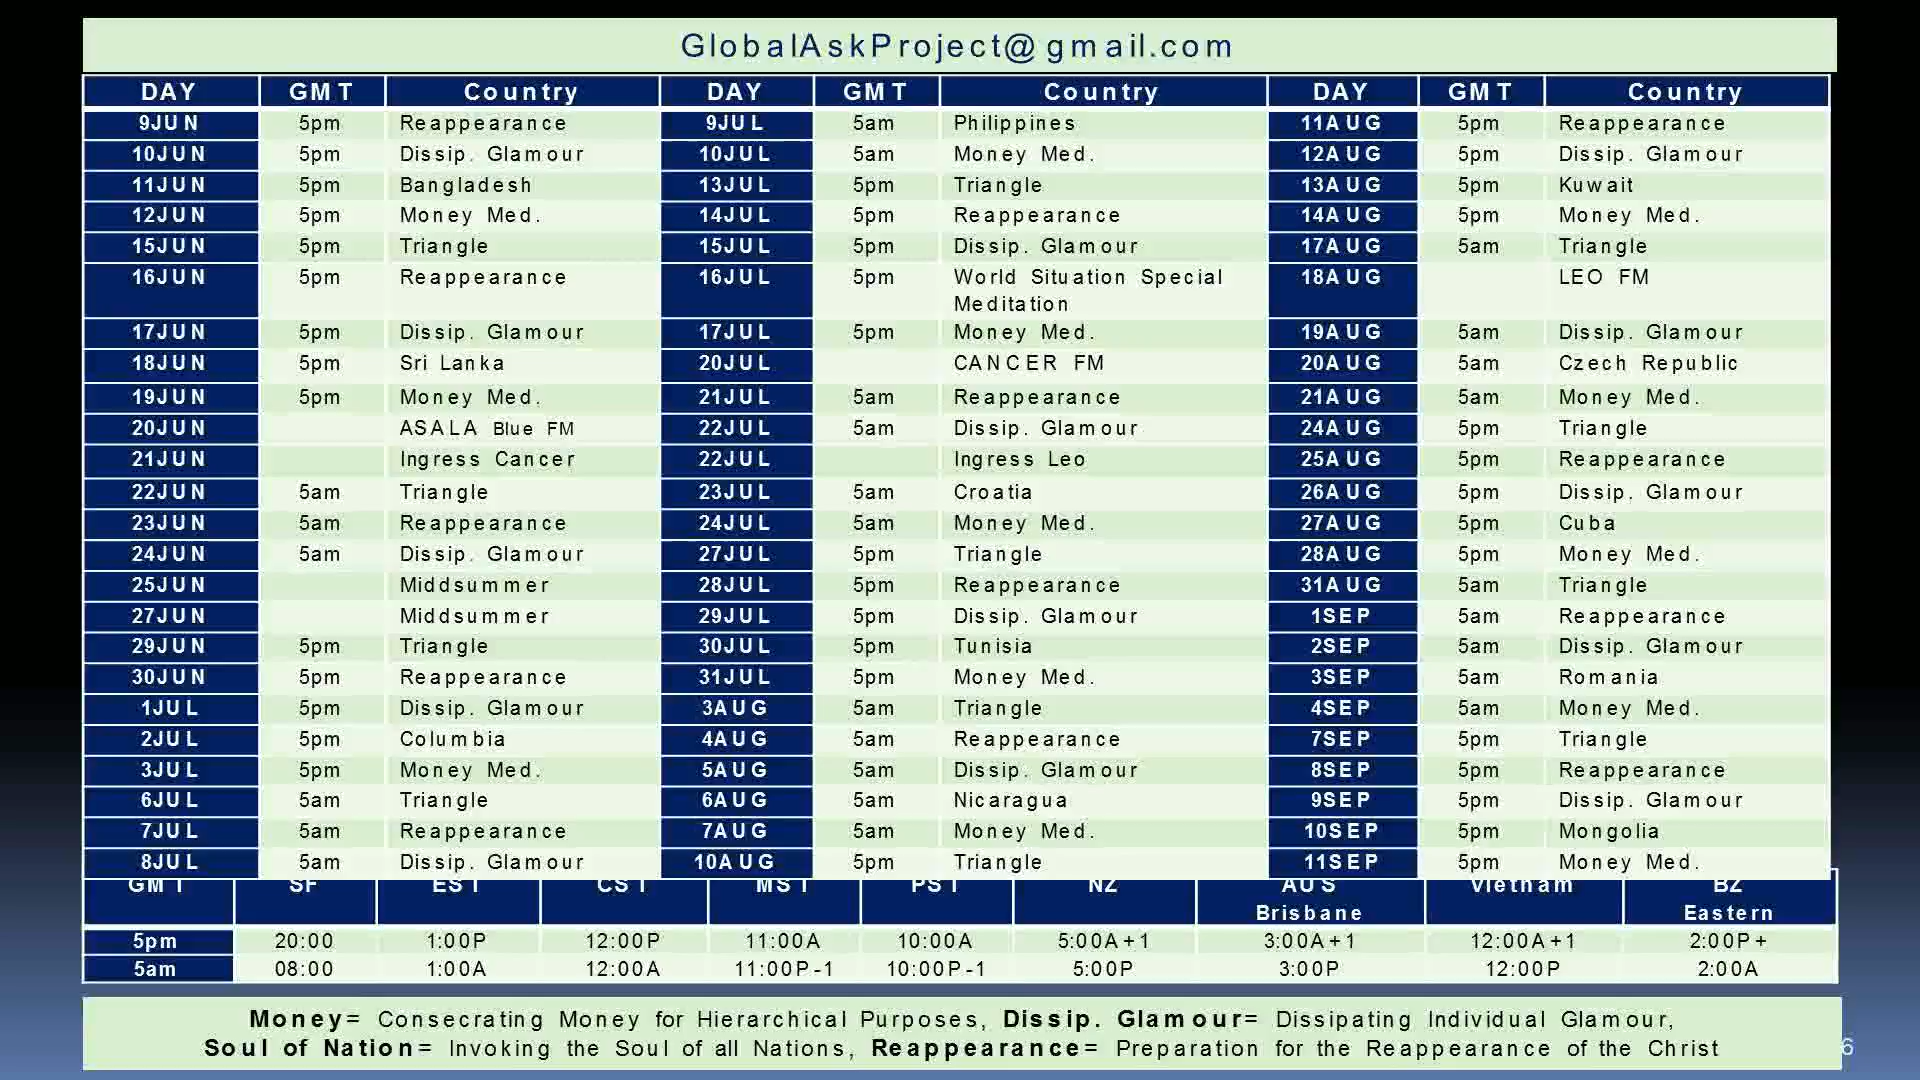 GlobalAskProject@gmail.com
DAY GMT Country DAY GMT Country DAY GMT Country
9JUN 5pm Reappearance 9JUL 5am Philippines 11AUG 5pm Reappearance
10JUN 5pm Dissip. Glamour 10JUL 5am Money Med. 12AUG 5pm Dissip. Glamour
11JUN 5pm Bangladesh 13JUL 5pm Triangle 13AUG 5pm Kuwait
12JUN 5pm Money Med. 14JUL 5pm Reappearance 14AUG 5pm Money Med.
15JUN 5pm Triangle 15JUL 5pm Dissip. Glamour 17AUG 5am Triangle
16JUN 5pm Reappearance 16JUL 5pm World Situation Special 18AUG LEO FM
Meditation
17JUN 5pm Dissip. Glamour 17JUL 5pm Money Med. 19AUG 5am Dissip. Glamour
18JUN 5pm Sri Lanka 20JUL CANCER FM 20AUG 5am Czech Republic
19JUN 5pm Money Med. 21JUL 5am Reappearance 21AUG 5am Money Med.
20JUN ASALA Blue FM 22JUL 5am Dissip. Glamour 24AUG 5pm Triangle
21JUN Ingress Cancer 22JUL Ingress Leo 25AUG 5pm Reappearance
22JUN 5am Triangle 23JUL 5am Croatia 26AUG 5pm Dissip. Glamour
23JUN 5am Reappearance 24JUL 5am Money Med. 27AUG 5pm Cuba
24JUN 5am Dissip. Glamour 27JUL 5pm Triangle 28AUG 5pm Money Med.
25JUN Middsummer 28JUL 5pm Reappearance 31AUG 5am Triangle
27JUN Middsummer 29JUL 5pm Dissip. Glamour 1SEP 5am Reappearance
29JUN 5pm Triangle 30JUL 5pm Tunisia 2SEP 5am Dissip. Glamour
30JUN 5pm Reappearance 31JUL 5pm Money Med. 3SEP 5am Romania
1JUL 5pm Dissip. Glamour 3AUG 5am Triangle 4SEP 5am Money Med.
2JUL 5pm Columbia 4AUG 5am Reappearance 7SEP 5pm Triangle
3JUL 5pm Money Med. 5AUG 5am Dissip. Glamour 8SEP 5pm Reappearance
6JUL 5am Triangle 6AUG 5am Nicaragua 9SEP 5pm Dissip. Glamour
7JUL 5am Reappearance 7AUG 5am Money Med. 10SEP 5pm Mongolia
8JUL 5am Dissip. Glamour 10AUG 5pm Triangle 11SEP 5pm Money Med.
GMT SF EST CST MST PST NZ AUS Vietnam BZ
Brisbane Eastern
5pm 20:00 1:00P 12:00P 11:00A 10:00A 5:00A+1 3:00A+1 12:00A+1 2:00P+
5am 08:00 1:00A 12:00A 11:00P-1 10:00P-1 5:00P 3:00P 12:00P 2:00A
Money= Consecrating Money for Hierarchical Purposes, Dissip. Glamour= Dissipating Individual Glamour,
Soul of Nation= Invoking the Soul of all Nations, Reappearance= Preparation for the Reappearance of the Christ
6